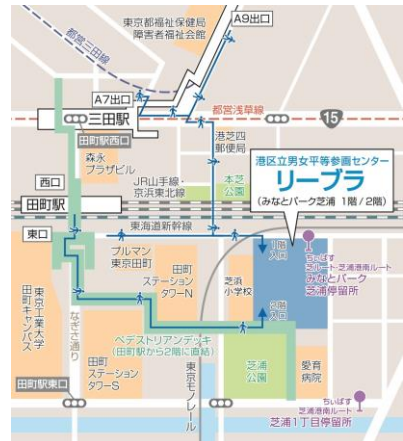 東京都福祉保健局
障害者福祉会館
A9出口
都営三田線
A7出口
三田駅
都営浅草線
15
田町駅西口
森永
プラザビル
港芝四
郵便局
本芝
公園
港区立男女平等参画センター
リーブラ
(みなとパーク芝浦 1階/2階)
西口
JR山手線・
京浜東北線
田町駅
東海道新幹線
東口
1階
入口
ちぃばす
芝ルート・芝浦港南ルート
みなとパーク
芝浦停留所
プルマン
東京田町
田町
ステーション
タワーN
芝浜
小学校
2階
入口
東京工業大学
田町キャンパス
なぎさ通り
ペデストリアンデッキ
(田町駅から2階に直結)
田町
ステーション
タワーS
東京モノレール
芝浦
公園
愛育
病院
田町駅東口
ちぃばす
芝浦港南ルート
芝浦1丁目停留所